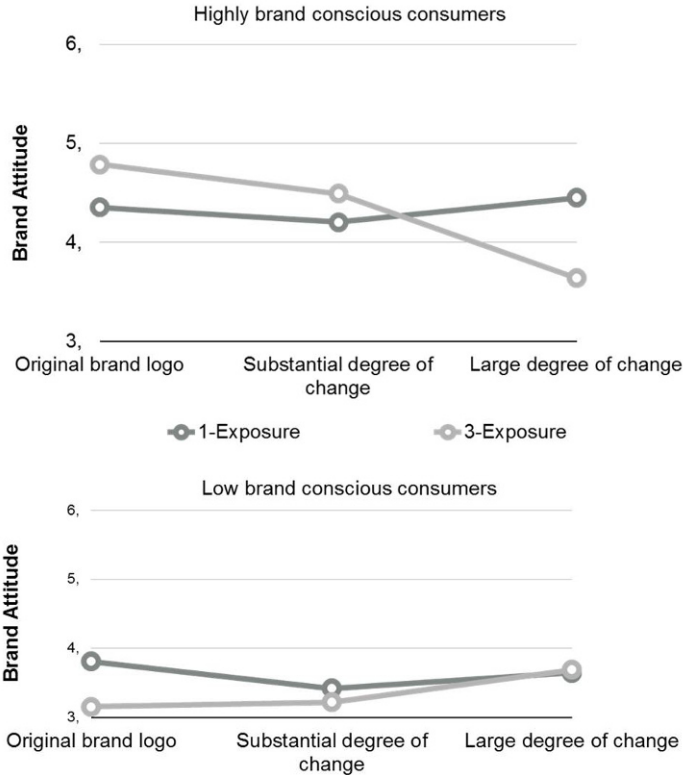 Highly brand conscious consumers
6,
5,
4,
3,
Brand Attitude
Original brand logo
Substantial degree of
change
Large degree of change
1-Exposure
3-Exposure
Low brand conscious consumers
6,
5,
4,
3,
Brand Attitude
Original brand logo
Substantial degree of
change
Large degree of change